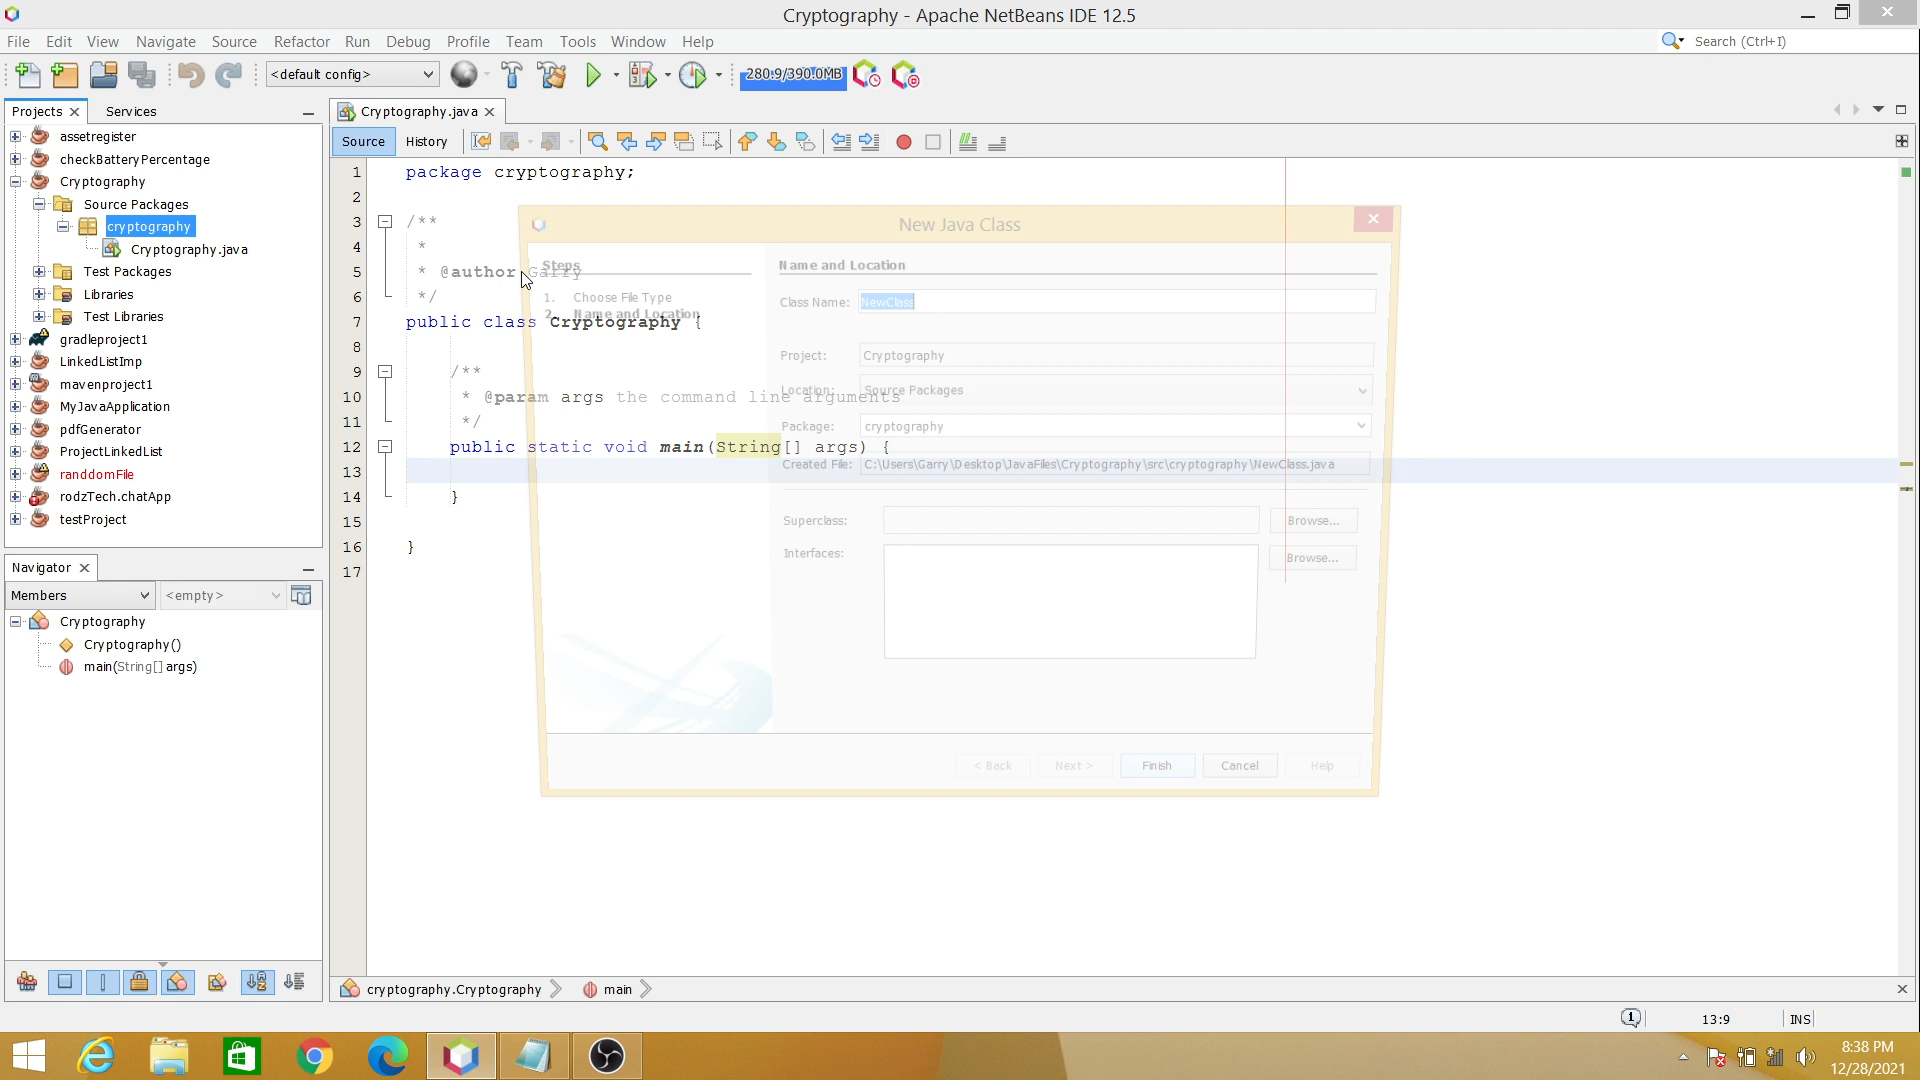 Cryptography - Apache NetBeans IDE 12.5
File Edit View Navigate Source Refactor Run Debug Profile Team Tools Window Help
Search (Ctrl+I)
<default config>
280.9/390.0MB
Projects
Services
Cryptography.java
Source
History
assetregister
checkBatteryPercentage
Cryptography
Source Packages
cryptography
Cryptography.java
Test Packages
Libraries
Test Libraries
gradleproject1
LinkedListImp
mavenproject1
MyJavaApplication
pdfGenerator
ProjectLinkedList
randdomFile
rodzTech.chatApp
testProject
Navigator
Members
<empty>
Cryptography
Cryptography()
main(String[] args)
1 package cryptography;
2
3 /**
4 *
5 * @author Garry
6 */
7 public class Cryptography {
8
9 /**
10 * @param args the command line arguments
11 */
12 public static void main(String[] args) {
13
14 }
15
16 }
17
New Java Class
Steps
1. Choose File Type
2. Name and Location
Name and Location
Class Name: NewClass
Project: Cryptography
Location: Source Packages
Package: cryptography
Created File: C:\Users\Garry\Desktop\JavaFiles\Cryptography\src\cryptography\NewClass.java
Superclass:
Browse...
Interfaces:
Browse...
< Back
Next >
Finish
Cancel
Help
cryptography.Cryptography
main
1
13:9
INS
8:38 PM
12/28/2021